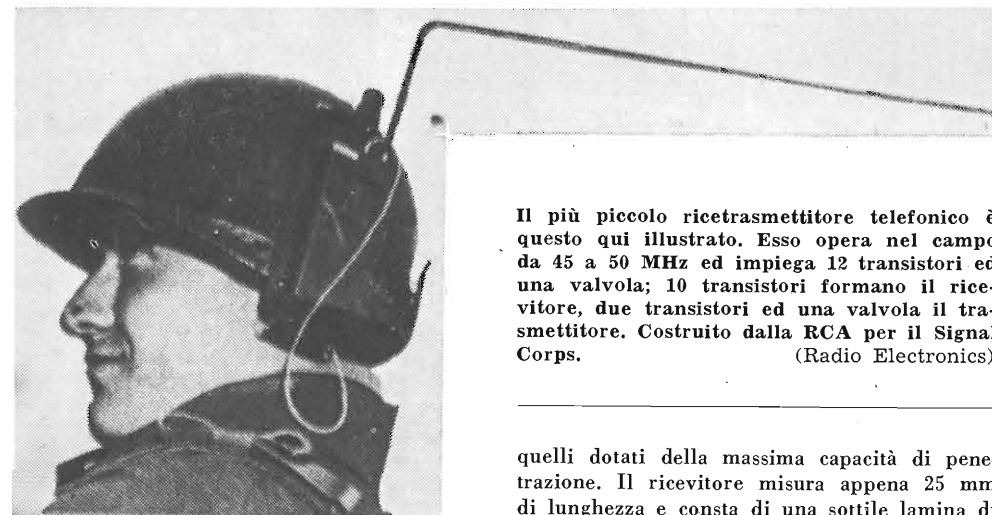 Il più piccolo ricetrasmettitore telefonico è
questo qui illustrato. Esso opera nel campo
da 45 a 50 MHz ed impiega 12 transistori ed
una valvola; 10 transistori formano il rice-
vitore, due transistori ed una valvola il tra-
smettitore. Costruito dalla RCA per il Signal
Corps. (Radio Electronics)
quelli dotati della massima capacità di pene-
trazione. Il ricevitore misura appena 25 mm
di lunghezza e consta di una sottile lamina di